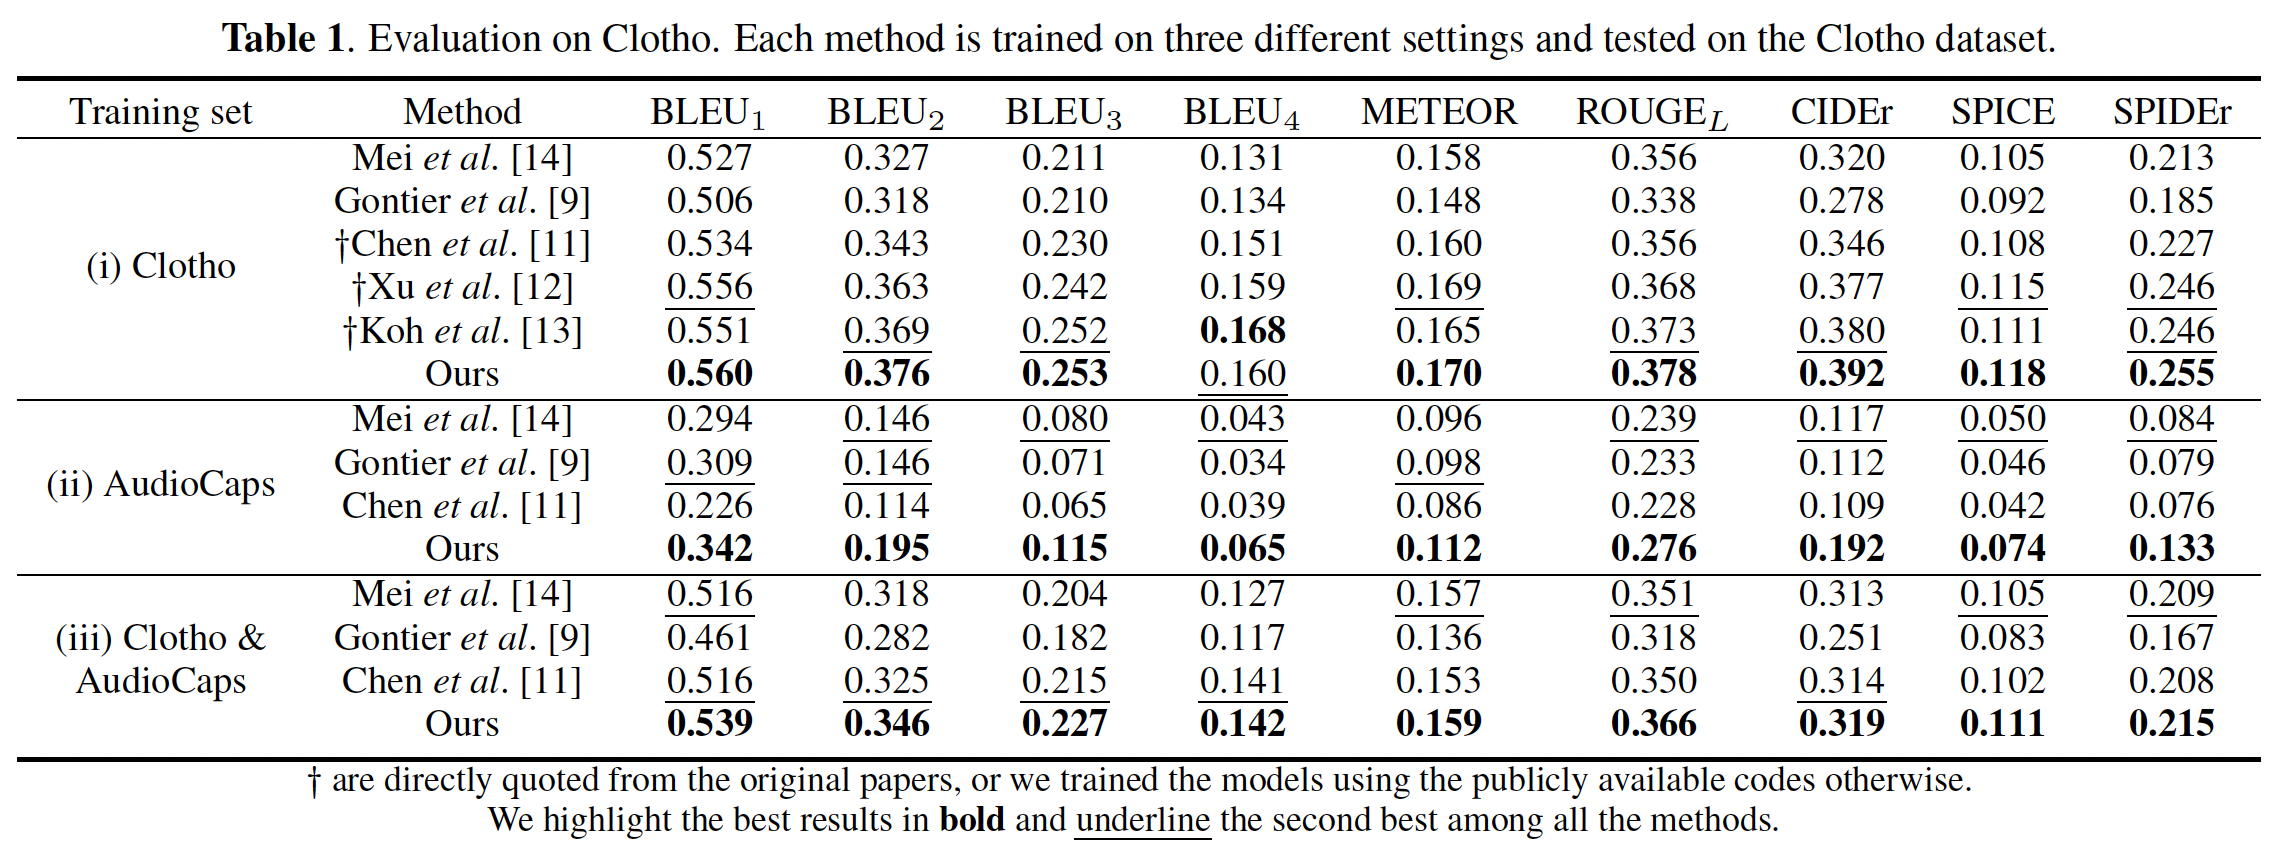 Table 1. Evaluation on Clotho. Each method is trained on three different settings and tested on the Clotho dataset.
Training set Method BLEU1 BLEU2 BLEU3 BLEU4 METEOR ROUGEL CIDEr SPICE SPIDEr
(i) Clotho
Mei et al. [14] 0.527 0.327 0.211 0.131 0.158 0.356 0.320 0.105 0.213
Gontier et al. [9] 0.506 0.318 0.210 0.134 0.148 0.338 0.278 0.092 0.185
†Chen et al. [11] 0.534 0.343 0.230 0.151 0.160 0.356 0.346 0.108 0.227
†Xu et al. [12] 0.556 0.363 0.242 0.159 0.169 0.368 0.377 0.115 0.246
†Koh et al. [13] 0.551 0.369 0.252 0.168 0.165 0.373 0.380 0.111 0.246
Ours 0.560 0.376 0.253 0.160 0.170 0.378 0.392 0.118 0.255
(ii) AudioCaps
Mei et al. [14] 0.294 0.146 0.080 0.043 0.096 0.239 0.117 0.050 0.084
Gontier et al. [9] 0.309 0.146 0.071 0.034 0.098 0.233 0.112 0.046 0.079
Chen et al. [11] 0.226 0.114 0.065 0.039 0.086 0.228 0.109 0.042 0.076
Ours 0.342 0.195 0.115 0.065 0.112 0.276 0.192 0.074 0.133
(iii) Clotho &
AudioCaps
Mei et al. [14] 0.516 0.318 0.204 0.127 0.157 0.351 0.313 0.105 0.209
Gontier et al. [9] 0.461 0.282 0.182 0.117 0.136 0.318 0.251 0.083 0.167
Chen et al. [11] 0.516 0.325 0.215 0.141 0.153 0.350 0.314 0.102 0.208
Ours 0.539 0.346 0.227 0.142 0.159 0.366 0.319 0.111 0.215
† are directly quoted from the original papers, or we trained the models using the publicly available codes otherwise.
We highlight the best results in bold and underline the second best among all the methods.